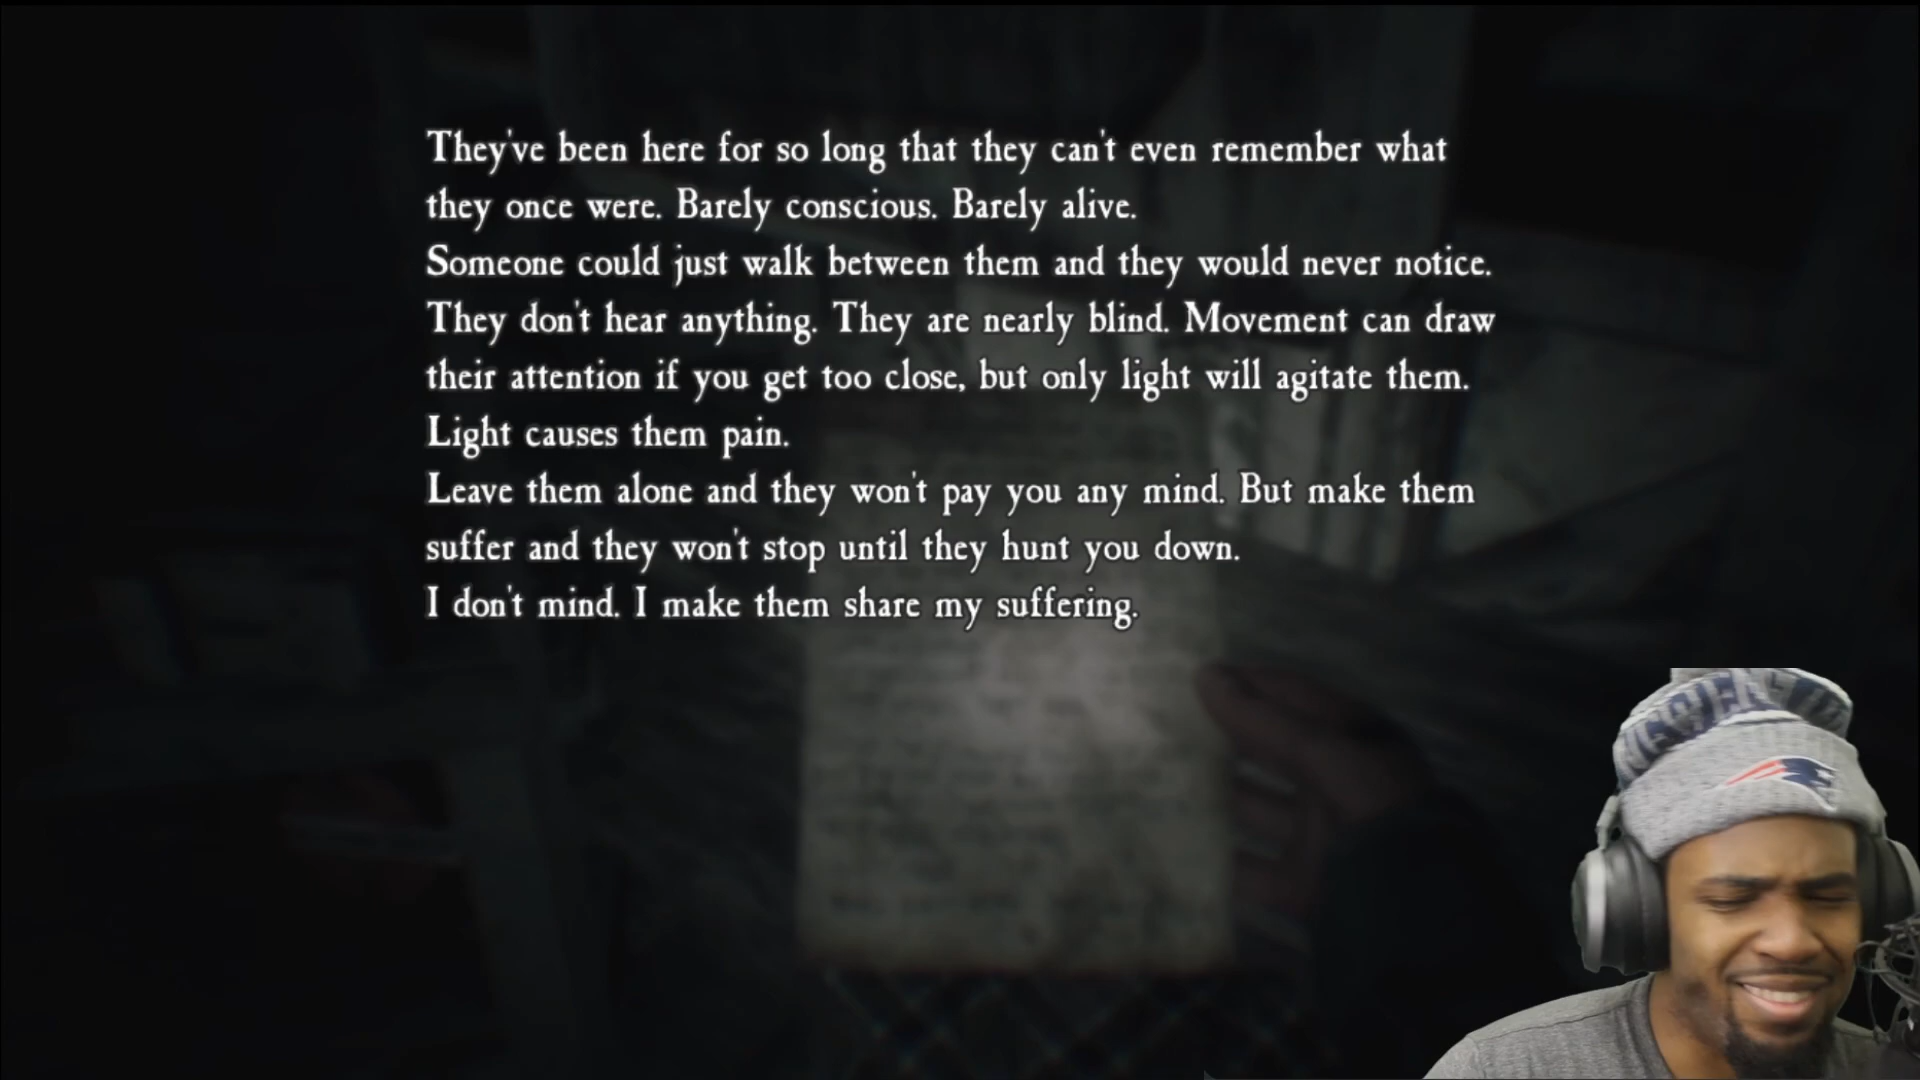 They've been here for so long that they can't even remember what
they once were. Barely conscious. Barely alive.
Someone could just walk between them and they would never notice.
They don't hear anything. They are nearly blind. Movement can draw
their attention if you get too close, but only light will agitate them.
Light causes them pain.
Leave them alone and they won't pay you any mind. But make them
suffer and they won't stop until they hunt you down.
I don't mind. I make them share my suffering.